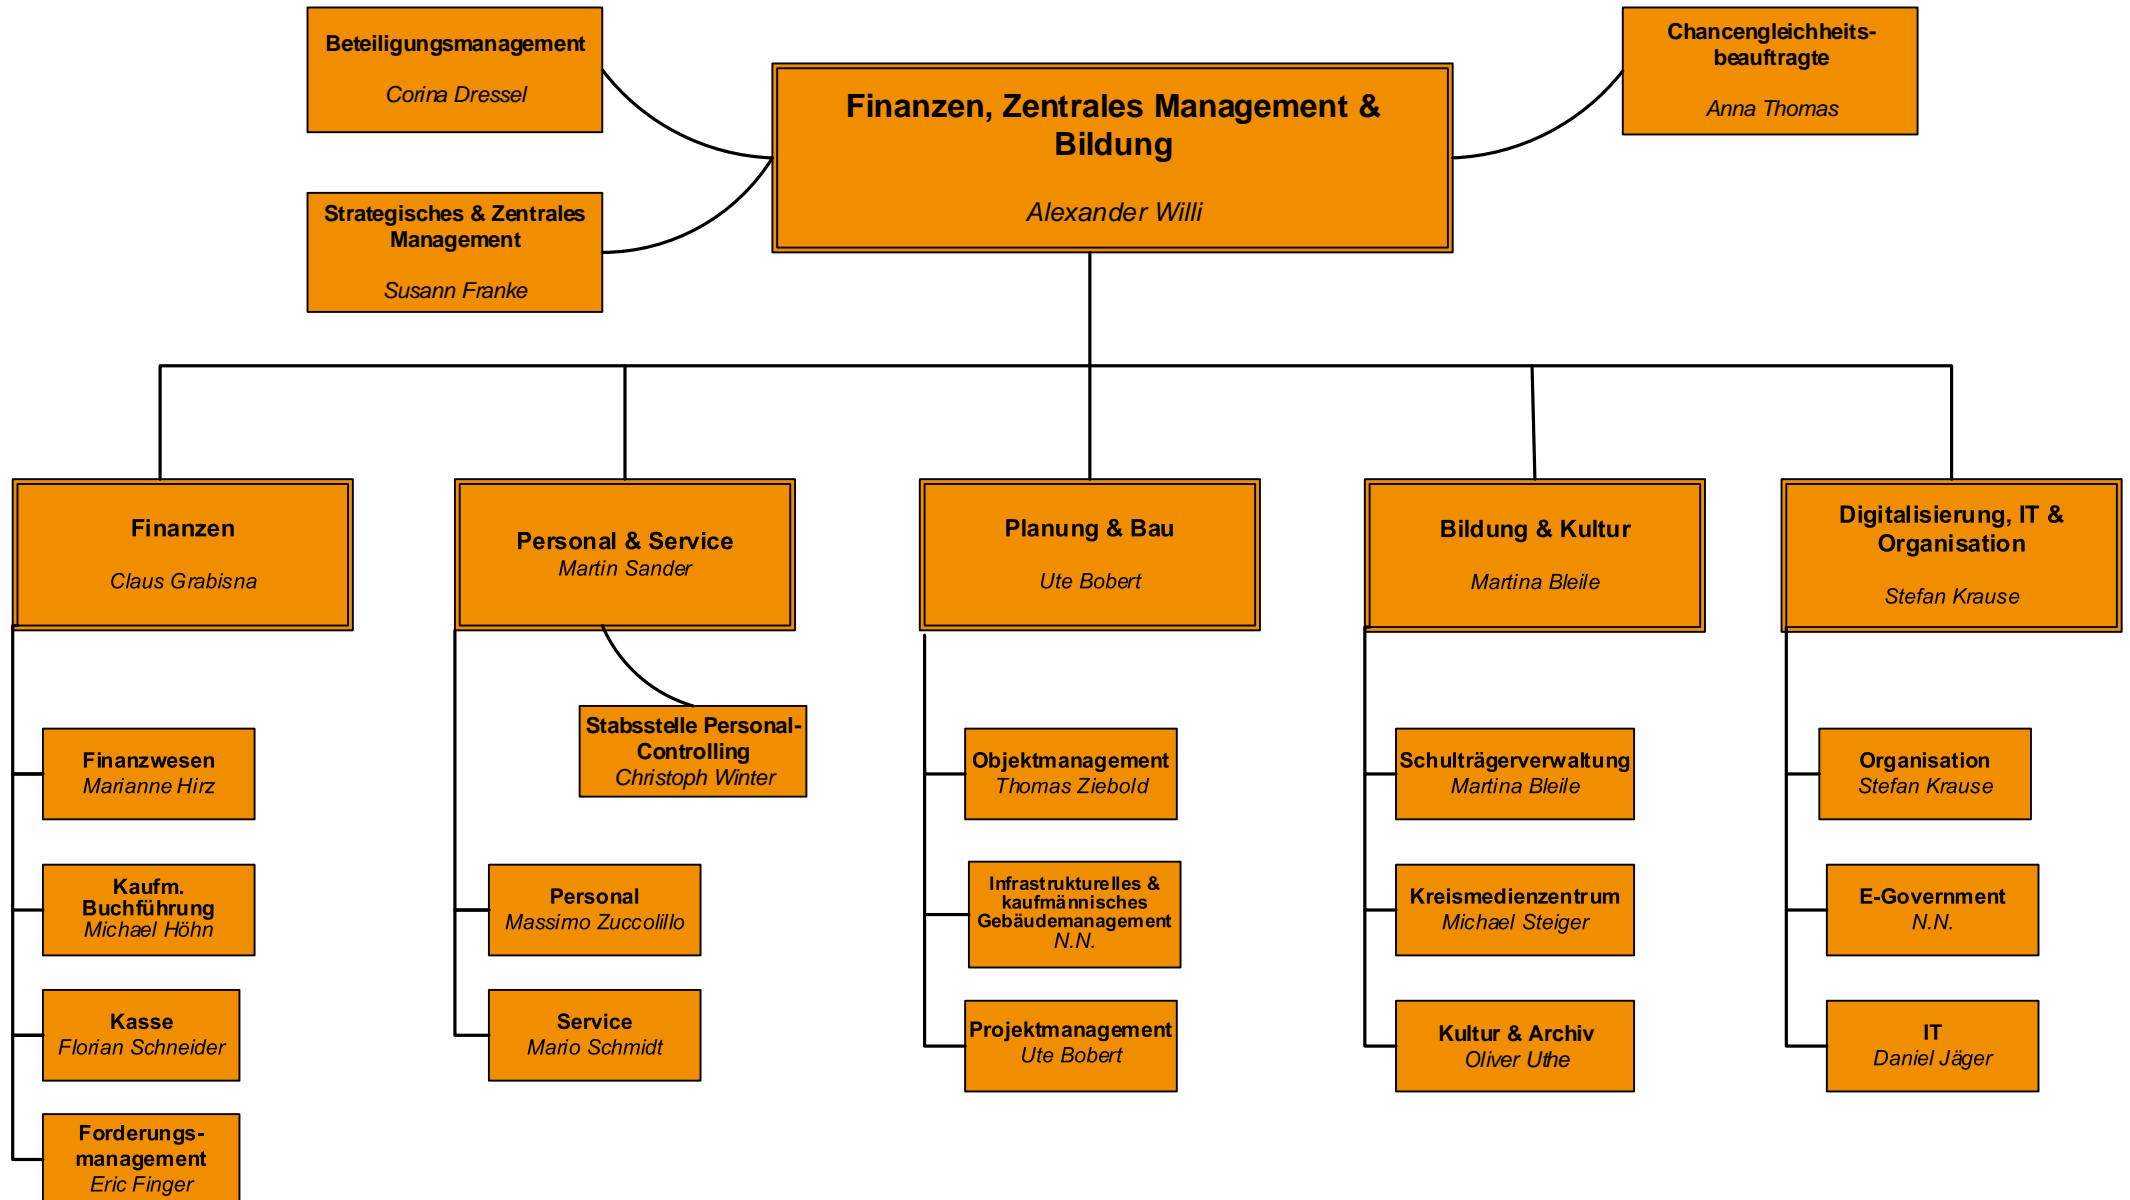 Beteiligungsmanagement
Corina Dressel
Chancengleichheits-
beauftragte
Anna Thomas
Finanzen, Zentrales Management &
Bildung
Alexander Willi
Strategisches & Zentrales
Management
Susann Franke
Finanzen
Claus Grabisna
Personal & Service
Martin Sander
Planung & Bau
Ute Bobert
Bildung & Kultur
Martina Bleile
Digitalisierung, IT &
Organisation
Stefan Krause
Finanzwesen
Marianne Hirz
Kaufm.
Buchführung
Michael Höhn
Kasse
Florian Schneider
Forderungs-
management
Eric Finger
Stabsstelle Personal-
Controlling
Christoph Winter
Personal
Massimo Zuccolillo
Service
Mario Schmidt
Objektmanagement
Thomas Ziebold
Infrastrukturelles &
kaufmännisches
Gebäudemanagement
N.N.
Projektmanagement
Ute Bobert
Schulträgerverwaltung
Martina Bleile
Kreismedienzentrum
Michael Steiger
Kultur & Archiv
Oliver Uthe
Organisation
Stefan Krause
E-Government
N.N.
IT
Daniel Jäger